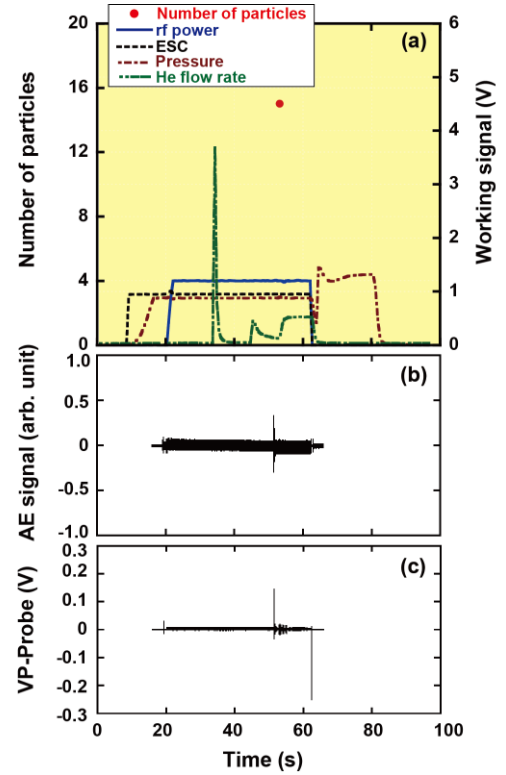 Number of particles
rf power
ESC
Pressure
He flow rate
(a)
20
16
12
8
4
0
Number of particles
6
5
4
3
2
1
0
Working signal (V)
(b)
1.0
0.5
0
-0.5
-1.0
AE signal (arb. unit)
(c)
0.3
0.2
0.1
0
-0.1
-0.2
-0.3
VP-Probe (V)
0 20 40 60 80 100
Time (s)